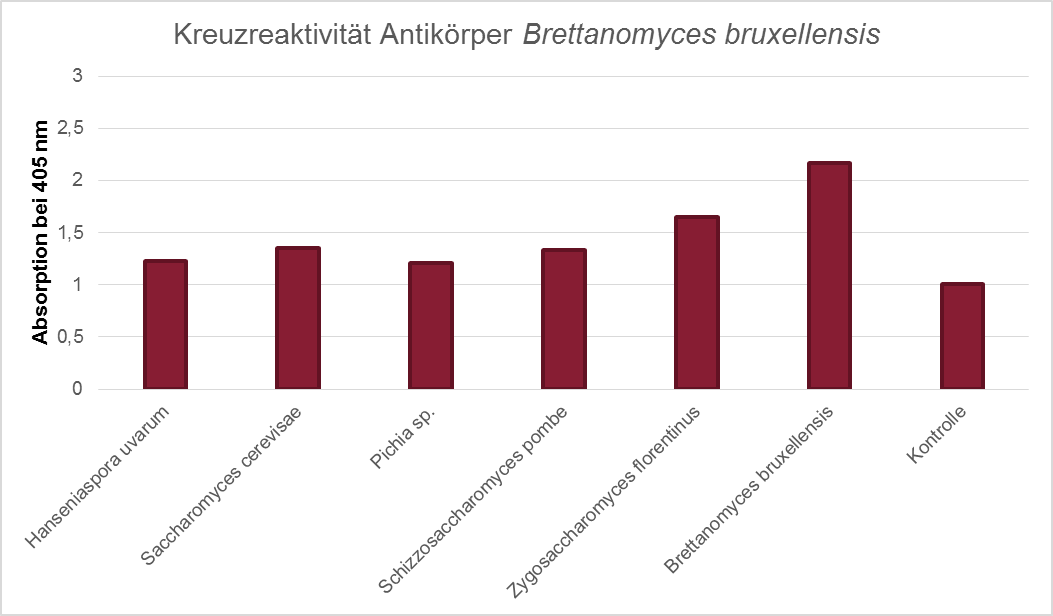 Kreuzreaktivität Antikörper Brettanomyces bruxellensis
Absorption bei 405 nm
3
2,5
2
1,5
1
0,5
0
Hanseniaspora uvarum
Saccharomyces cerevisae
Pichia sp.
Schizzosaccharomyces pombe
Zygosaccharomyces florentinus
Brettanomyces bruxellensis
Kontrolle